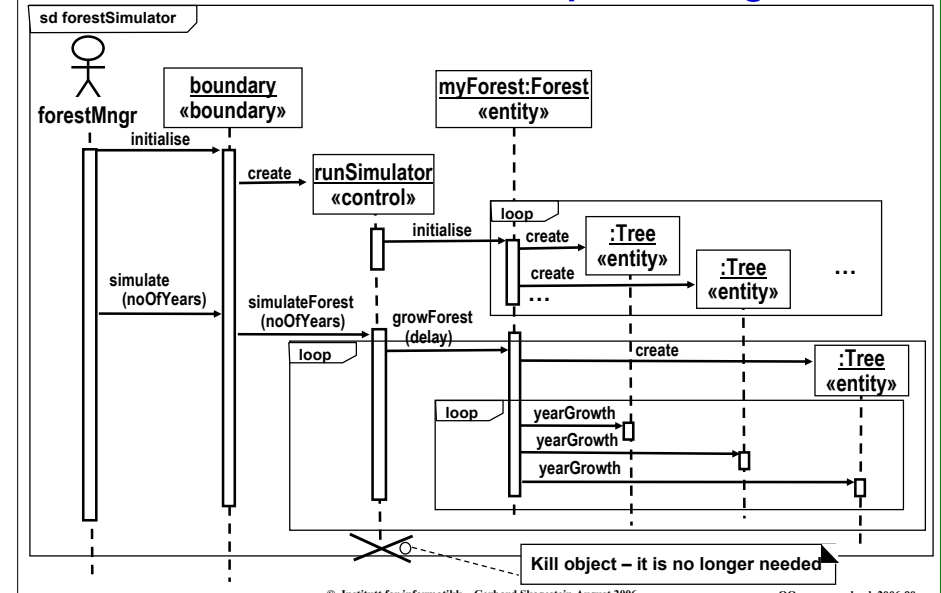 sd forestSimulator
forestMngr
boundary
«boundary»
myForest:Forest
«entity»
initialise
create
runSimulator
«control»
loop
initialise
create
:Tree
«entity»
create
:Tree
«entity»
...
...
simulate
(noOfYears)
simulateForest
(noOfYears)
growForest
(delay)
loop
create
:Tree
«entity»
loop
yearGrowth
yearGrowth
yearGrowth
Kill object – it is no longer needed